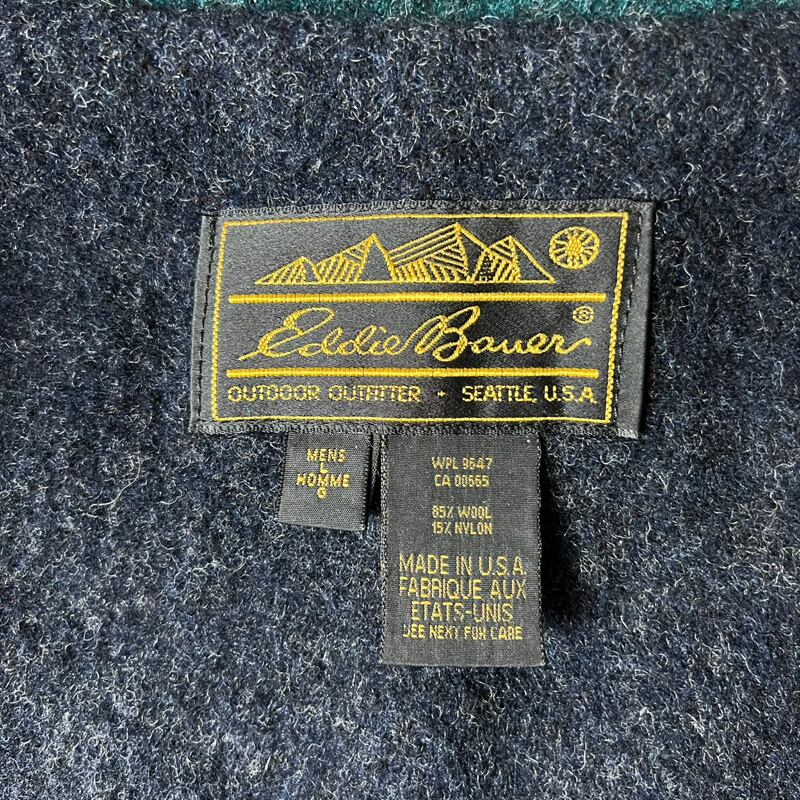 Eddie Bauer®
OUTDOOR OUTFITTER • SEATTLE, U.S.A.
MENS
L
HOMME
G
WPL 9647
CA 00665
85% WOOL
15% NYLON
MADE IN U.S.A.
FABRIQUE AUX
ETATS-UNIS
SEE NEXT FOR CARE